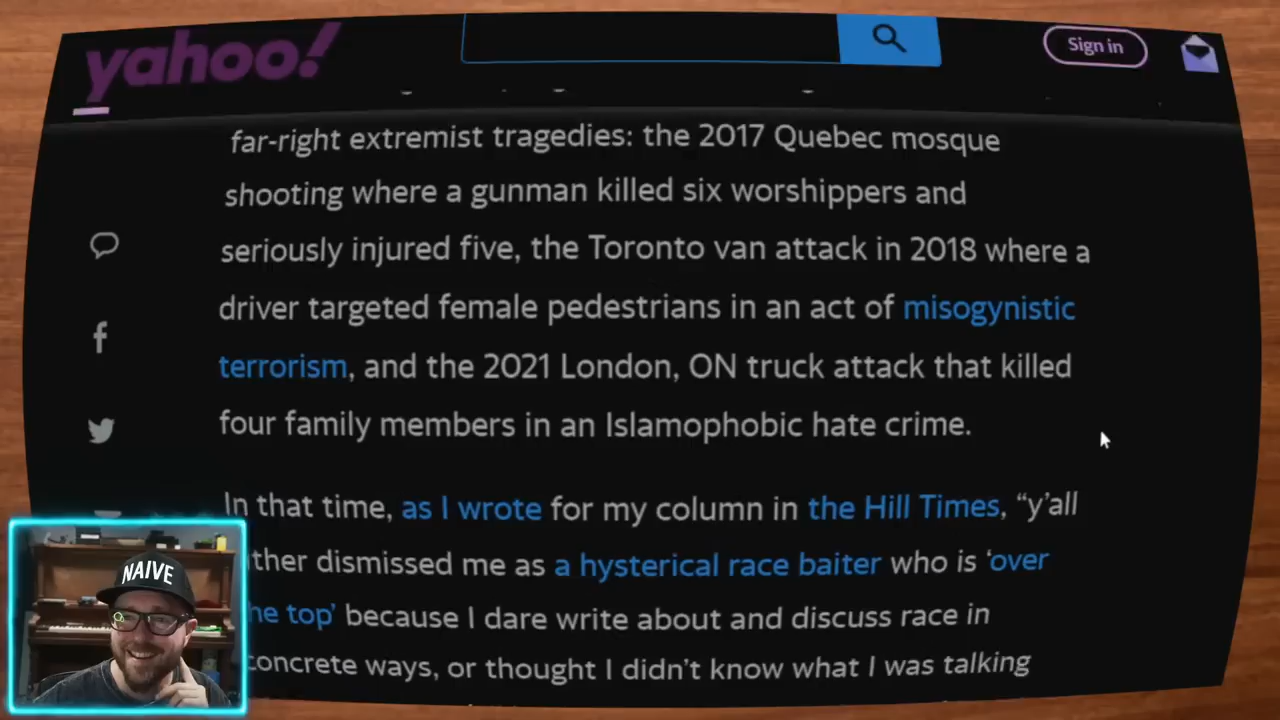 yahoo!
Sign in
far-right extremist tragedies: the 2017 Quebec mosque
shooting where a gunman killed six worshippers and
seriously injured five, the Toronto van attack in 2018 where a
driver targeted female pedestrians in an act of misogynistic
terrorism, and the 2021 London, ON truck attack that killed
four family members in an Islamophobic hate crime.
In that time, as I wrote for my column in the Hill Times, “y’all
ther dismissed me as a hysterical race baiter who is ‘over
he top’ because I dare write about and discuss race in
concrete ways, or thought I didn’t know what I was talking
NAIVE